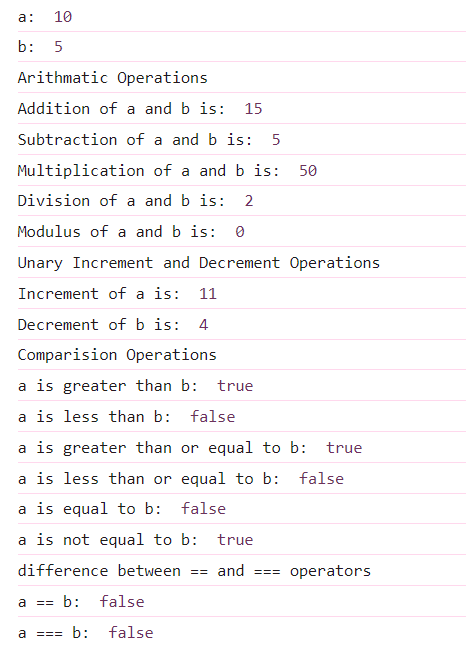 a:  10
b:  5
Arithmatic Operations
Addition of a and b is:  15
Subtraction of a and b is:  5
Multiplication of a and b is:  50
Division of a and b is:  2
Modulus of a and b is:  0
Unary Increment and Decrement Operations
Increment of a is:  11
Decrement of b is:  4
Comparision Operations
a is greater than b:  true
a is less than b:  false
a is greater than or equal to b:  true
a is less than or equal to b:  false
a is equal to b:  false
a is not equal to b:  true
difference between == and === operators
a == b:  false
a === b:  false